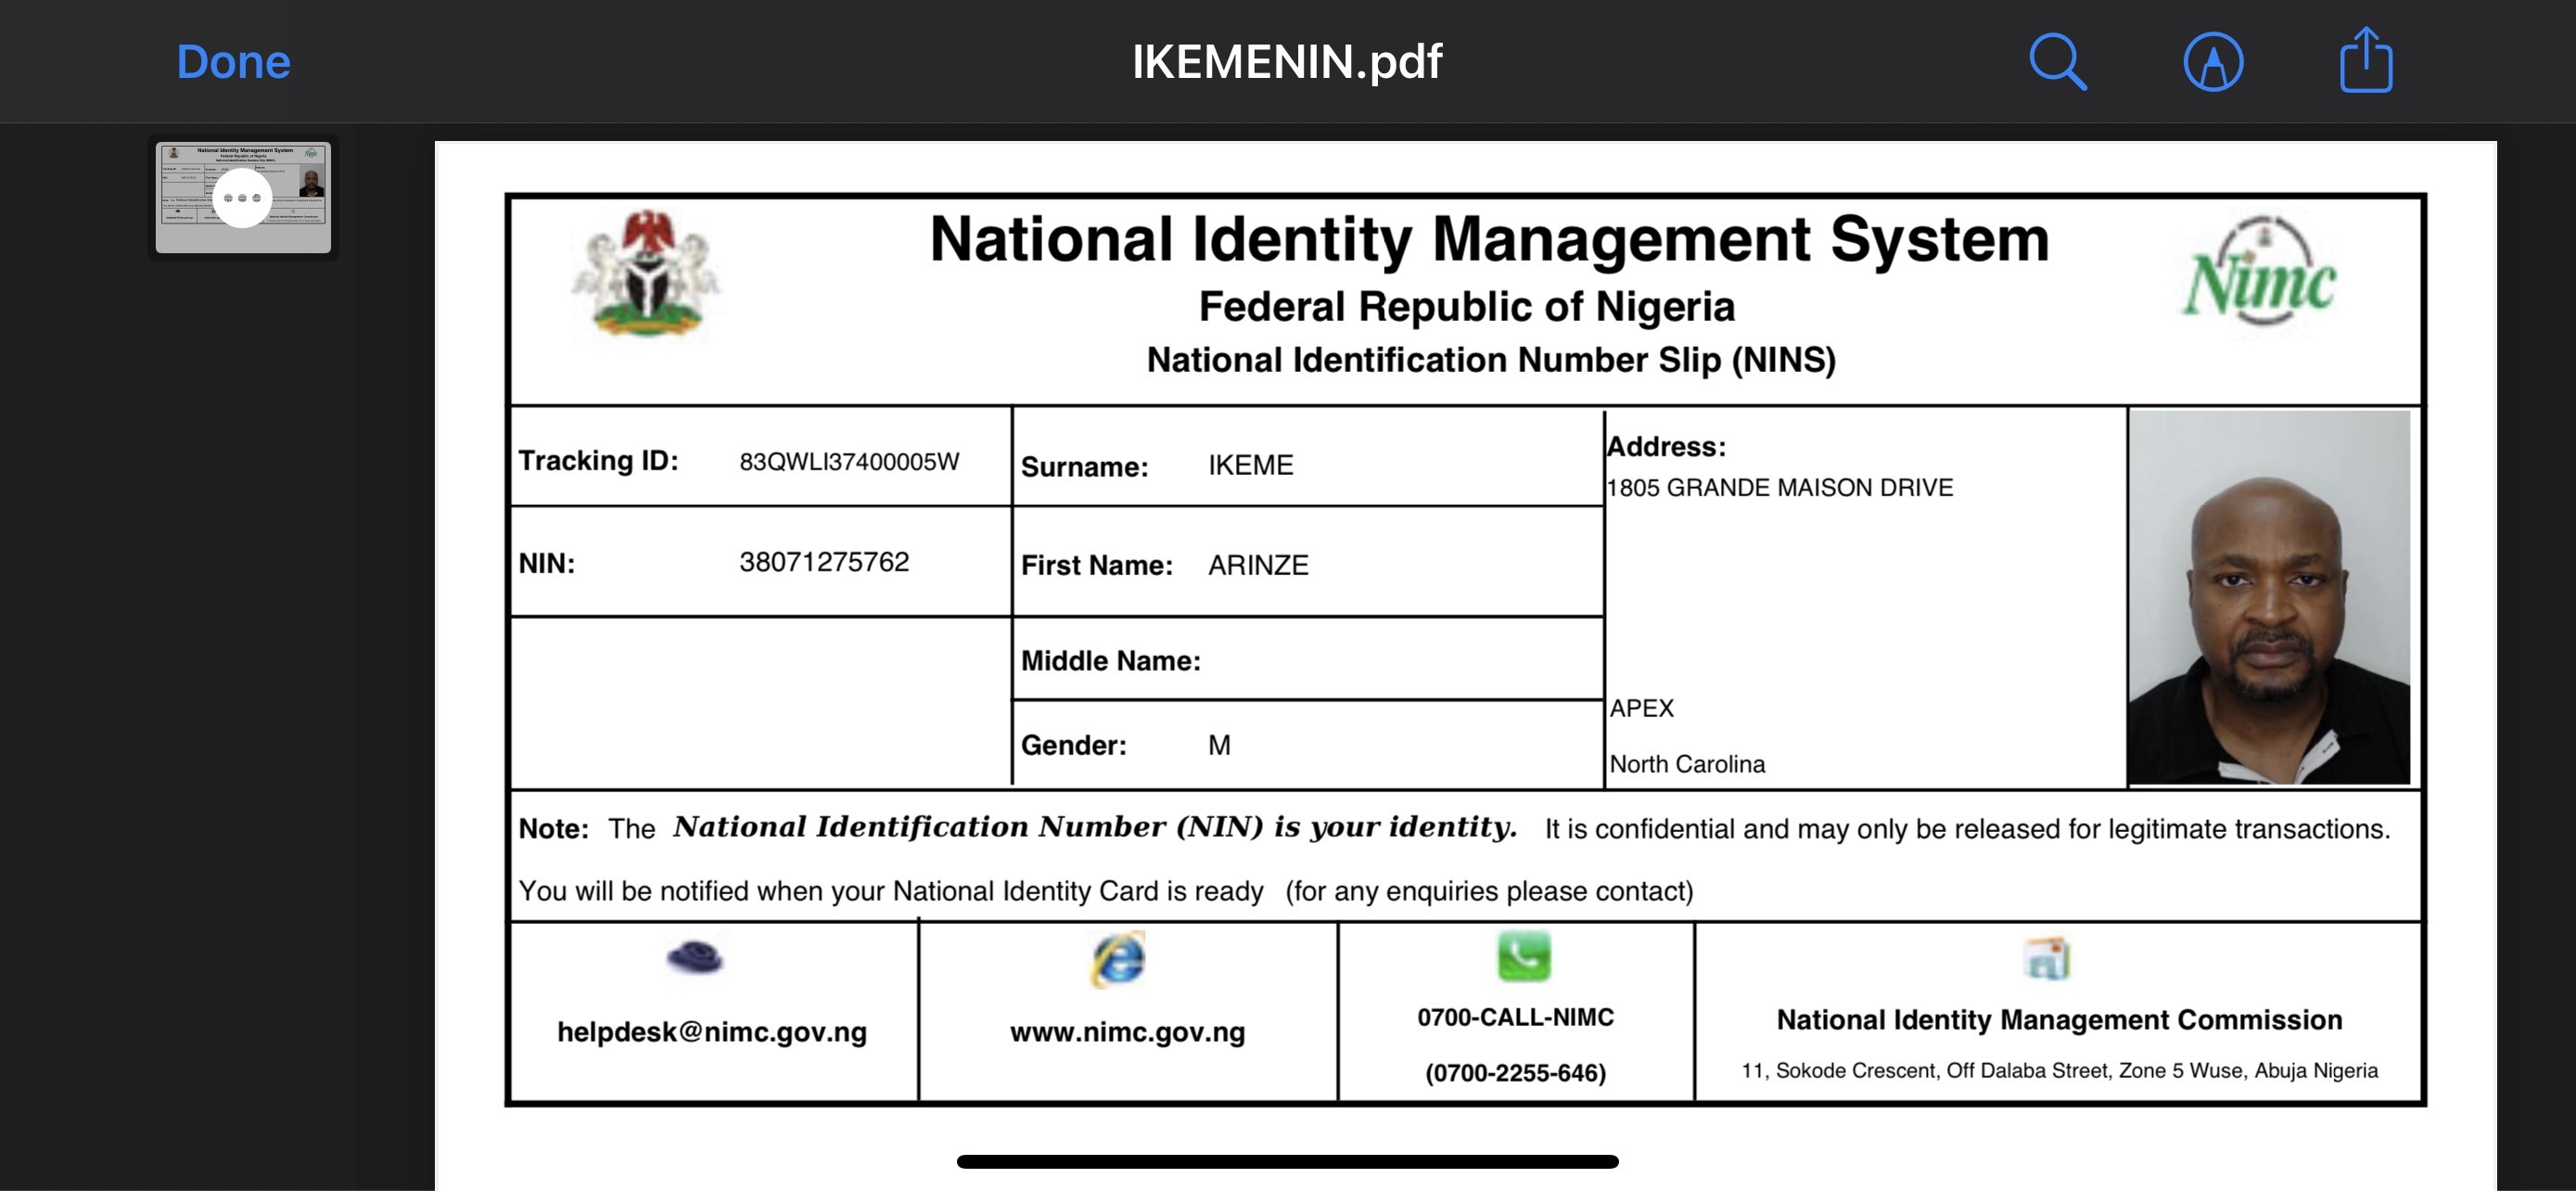 Done
IKEMENIN.pdf
National Identity Management System
Federal Republic of Nigeria
National Identification Number Slip (NINS)
Nimc
Tracking ID: 83QWLI37400005W
Surname: IKEME
Address:
1805 GRANDE MAISON DRIVE
NIN: 38071275762
First Name: ARINZE
Middle Name:
APEX
Gender: M
North Carolina
Note: The National Identification Number (NIN) is your identity. It is confidential and may only be released for legitimate transactions.
You will be notified when your National Identity Card is ready (for any enquiries please contact)
helpdesk@nimc.gov.ng
www.nimc.gov.ng
0700-CALL-NIMC
(0700-2255-646)
National Identity Management Commission
11, Sokode Crescent, Off Dalaba Street, Zone 5 Wuse, Abuja Nigeria